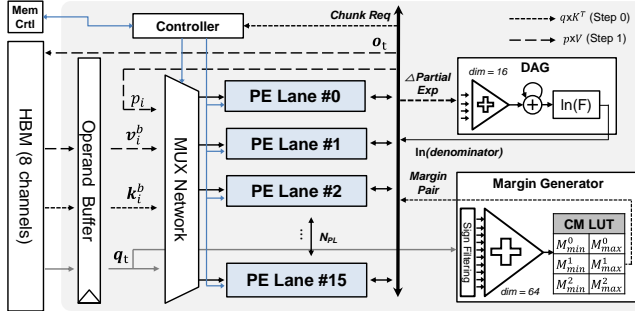 Mem
Crtl
Controller
Chunk Req
qxK^T (Step 0)
pxV (Step 1)
o_t
HBM (8 channels)
Operand Buffer
MUX Network
p_i
v_i^b
k_i^b
q_t
PE Lane #0
PE Lane #1
PE Lane #2
... N_PL
PE Lane #15
△Partial
Exp
DAG
dim = 16
ln(F)
ln(denominator)
Margin
Pair
Margin Generator
Sign Filtering
dim = 64
CM LUT
M_min^0 M_max^0
M_min^1 M_max^1
M_min^2 M_max^2